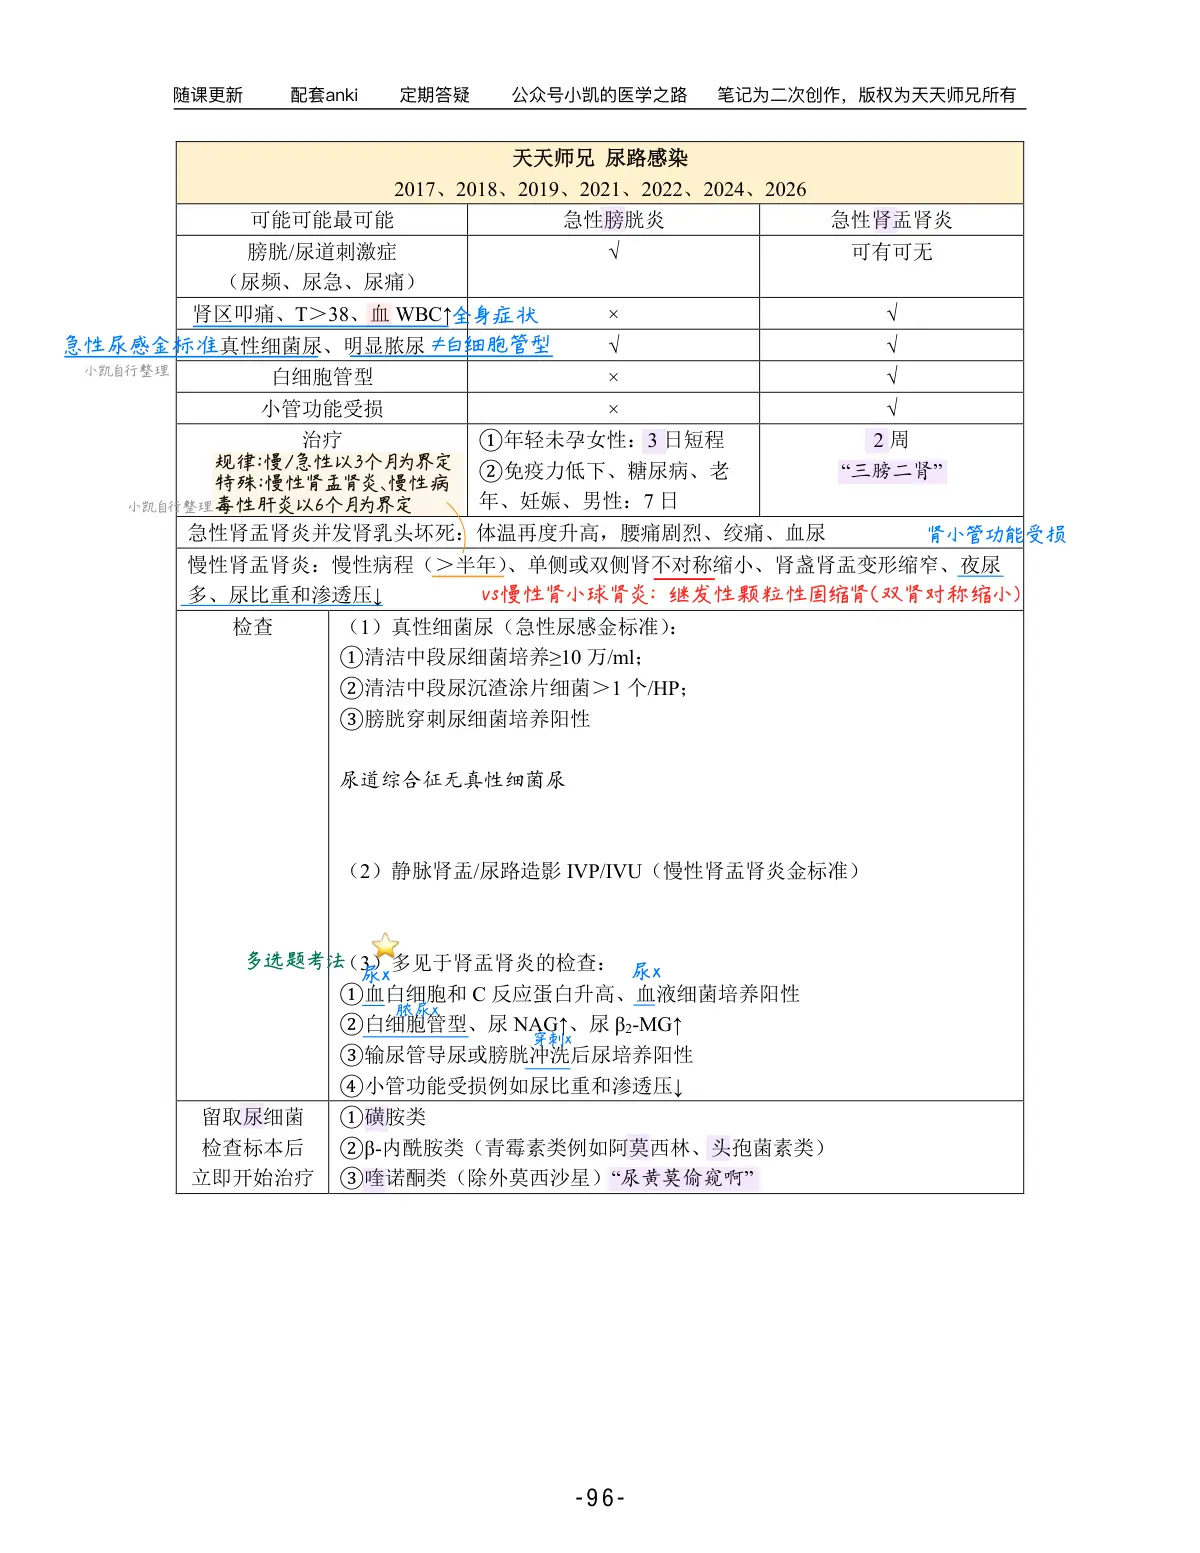 随课更新 配套anki 定期答疑 公众号小凯的医学之路 笔记为二次创作，版权为天天师兄所有
天天师兄 尿路感染
2017、2018、2019、2021、2022、2024、2026
可能可能最可能 急性膀胱炎 急性肾盂肾炎
膀胱/尿道刺激症 √ 可有可无
（尿频、尿急、尿痛）
肾区叩痛、T＞38、血 WBC↑全身症状 × √
急性尿感金标准真性细菌尿、明显脓尿≠白细胞管型 √ √
小凯自行整理
白细胞管型 × √
小管功能受损 × √
治疗 ①年轻未孕女性：3 日短程 2 周
规律:慢/急性以3个月为界定
特殊:慢性肾盂肾炎、慢性病 ②免疫力低下、糖尿病、老 “三膀二肾”
小凯自行整理 毒性肝炎以6个月为界定 年、妊娠、男性：7 日
急性肾盂肾炎并发肾乳头坏死：体温再度升高，腰痛剧烈、绞痛、血尿 肾小管功能受损
慢性肾盂肾炎：慢性病程（＞半年）、单侧或双侧肾不对称缩小、肾盏肾盂变形缩窄、夜尿
多、尿比重和渗透压↓ vs慢性肾小球肾炎：继发性颗粒性固缩肾(双肾对称缩小)
检查 （1）真性细菌尿（急性尿感金标准）：
①清洁中段尿细菌培养≥10 万/ml；
②清洁中段尿沉渣涂片细菌＞1 个/HP；
③膀胱穿刺尿细菌培养阳性
尿道综合征无真性细菌尿
（2）静脉肾盂/尿路造影 IVP/IVU（慢性肾盂肾炎金标准）
多选题考法（3）多见于肾盂肾炎的检查：
尿x 尿x
①血白细胞和 C 反应蛋白升高、血液细菌培养阳性
脓尿x
②白细胞管型、尿 NAG↑、尿 β₂-MG↑
穿刺x
③输尿管导尿或膀胱冲洗后尿培养阳性
④小管功能受损例如尿比重和渗透压↓
留取尿细菌 ①磺胺类
检查标本后 ②β-内酰胺类（青霉素类例如阿莫西林、头孢菌素类）
立即开始治疗 ③喹诺酮类（除外莫西沙星）“尿黄莫偷窥啊”
-96-